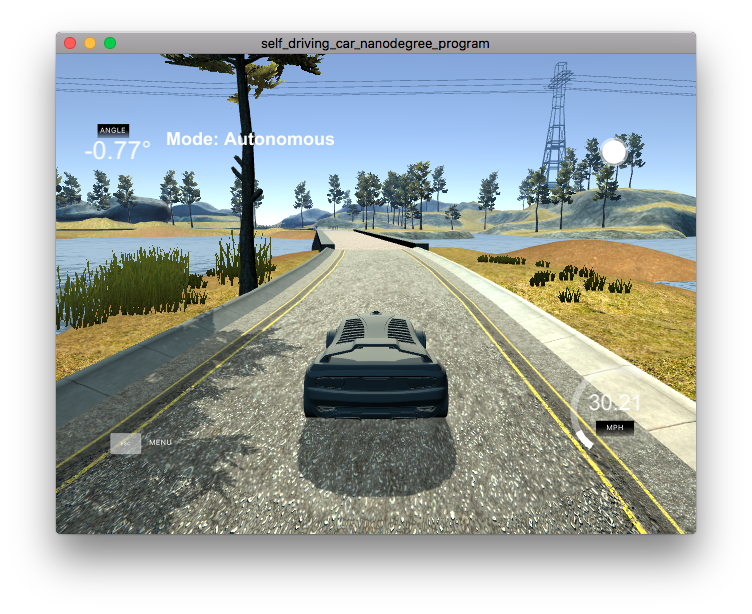 self_driving_car_nanodegree_program
ANGLE
-0.77°
Mode: Autonomous
30.21
MPH
MENU